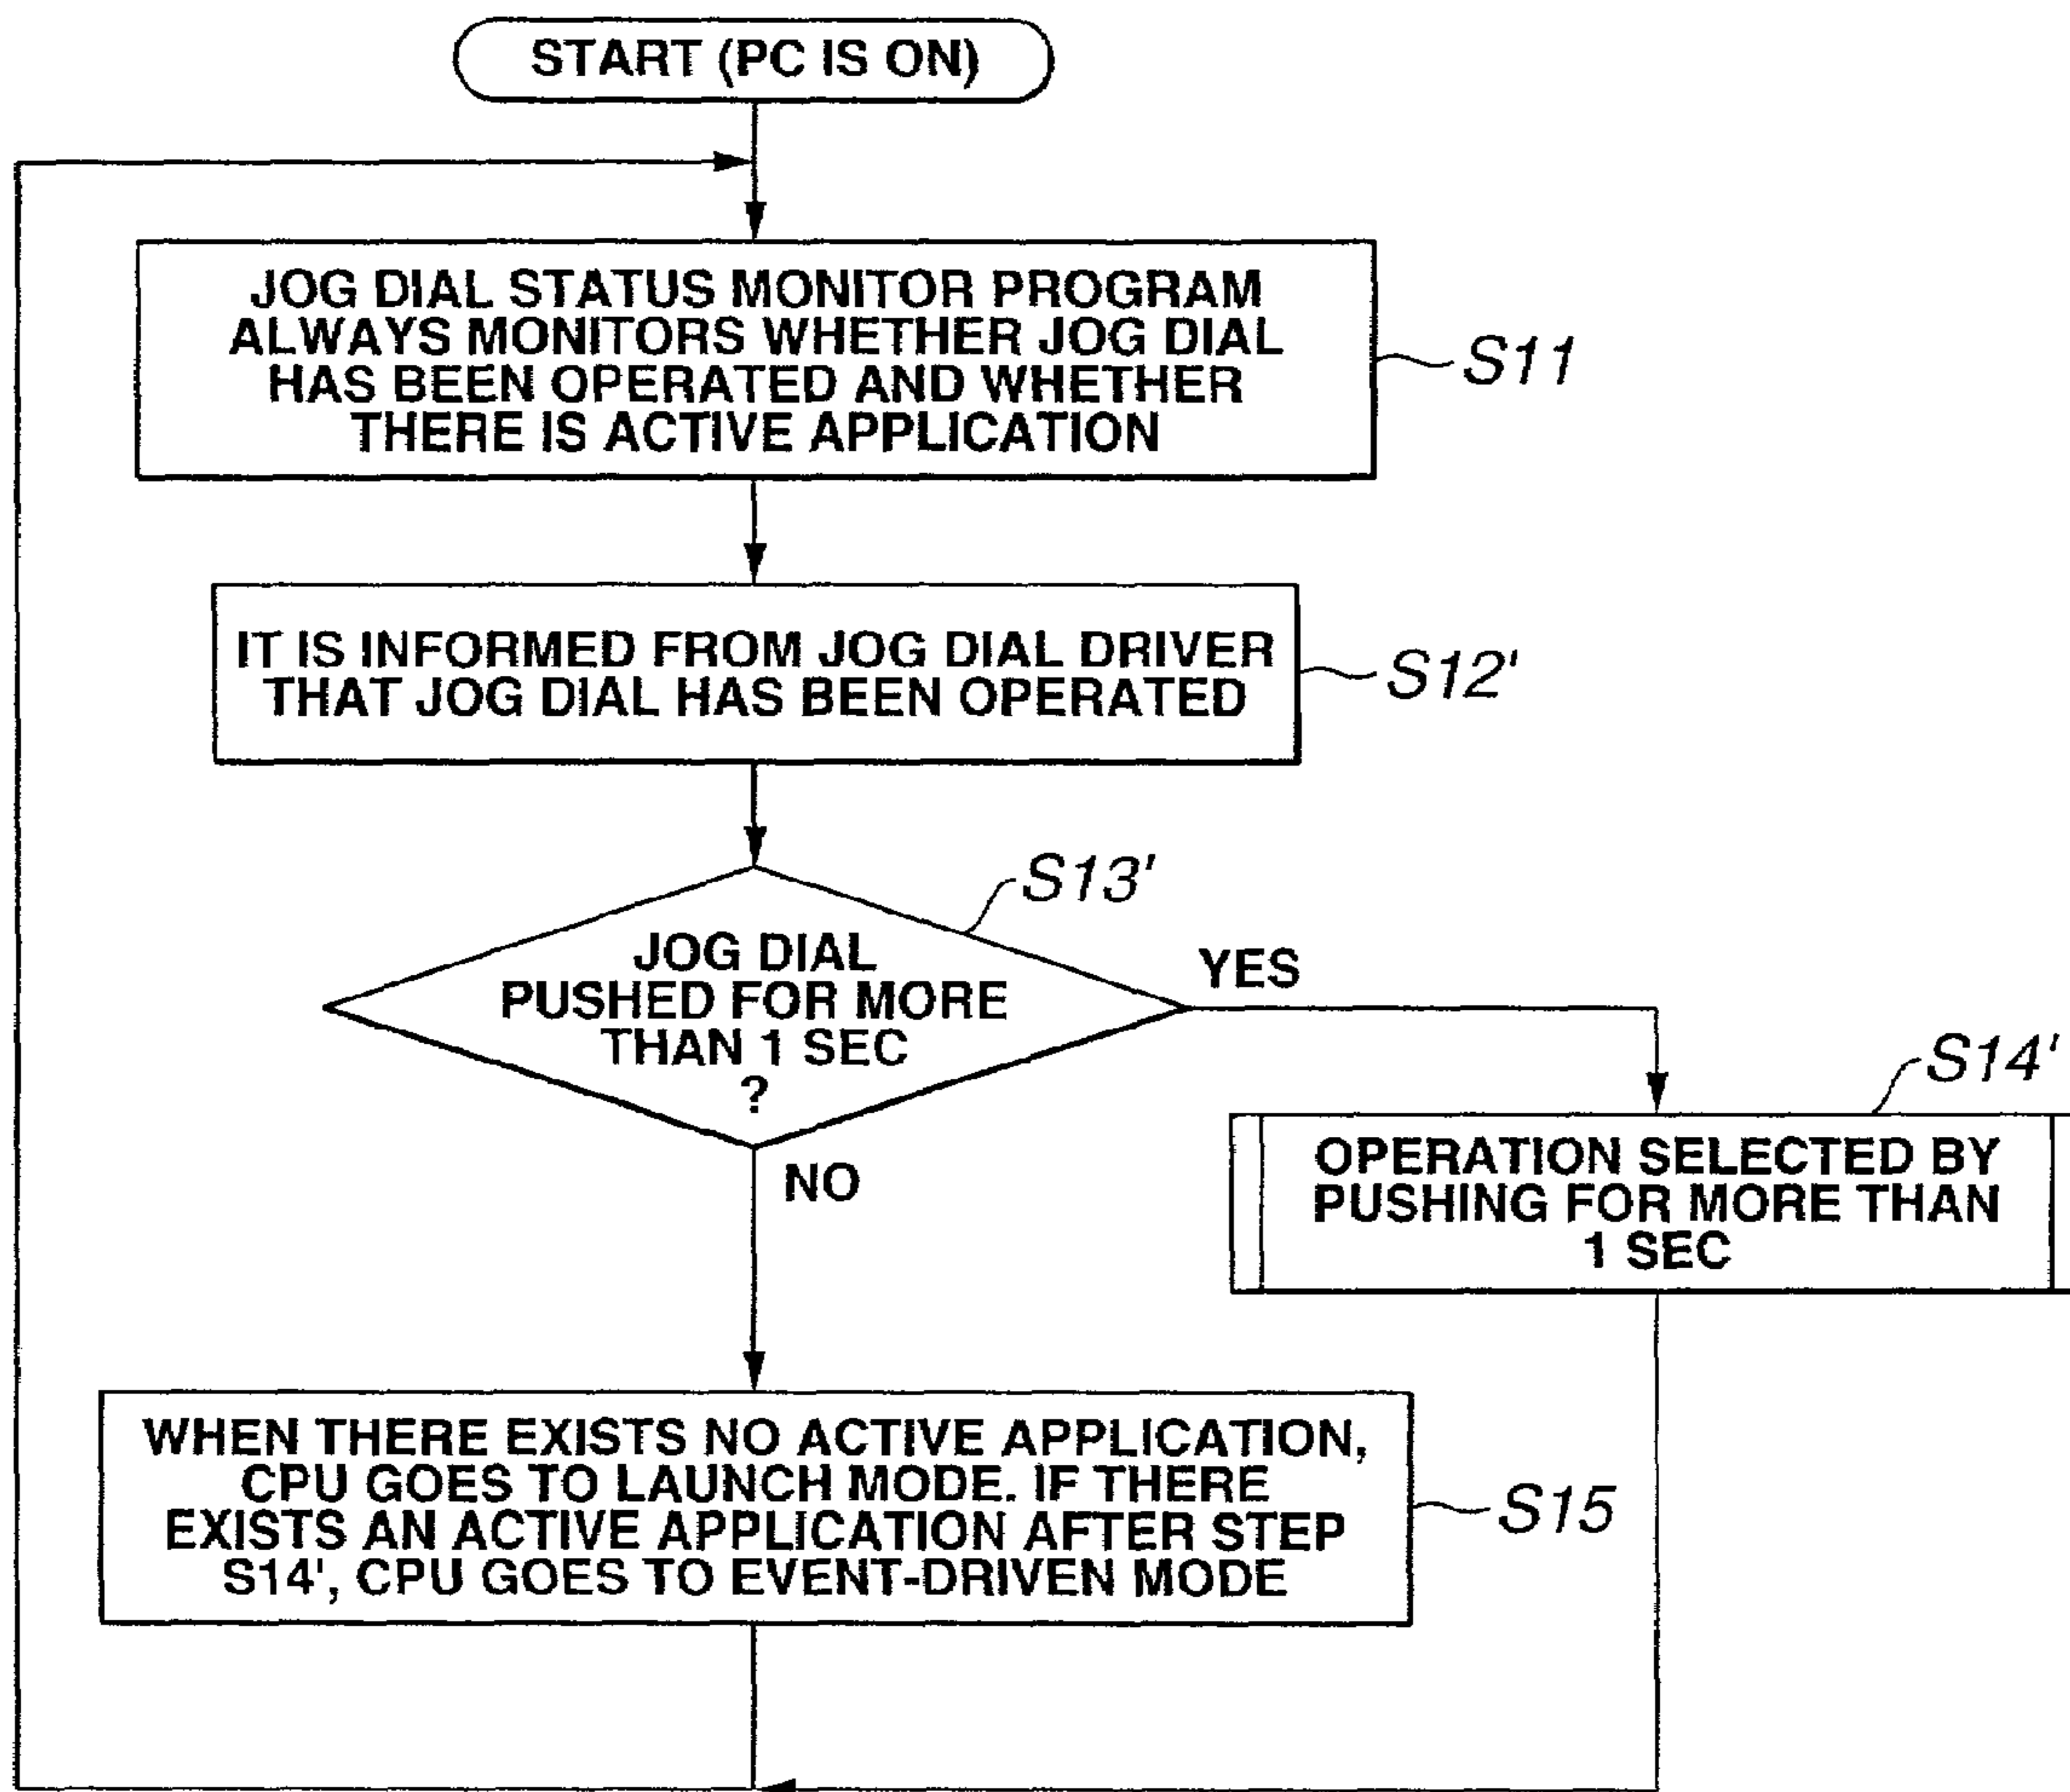 START (PC IS ON)
JOG DIAL STATUS MONITOR PROGRAM
ALWAYS MONITORS WHETHER JOG DIAL
HAS BEEN OPERATED AND WHETHER
THERE IS ACTIVE APPLICATION
S11
IT IS INFORMED FROM JOG DIAL DRIVER
THAT JOG DIAL HAS BEEN OPERATED
S12'
S13'
JOG DIAL
PUSHED FOR MORE
THAN 1 SEC
?
YES
NO
S14'
OPERATION SELECTED BY
PUSHING FOR MORE THAN
1 SEC
WHEN THERE EXISTS NO ACTIVE APPLICATION,
CPU GOES TO LAUNCH MODE. IF THERE
EXISTS AN ACTIVE APPLICATION AFTER STEP
S14', CPU GOES TO EVENT-DRIVEN MODE
S15